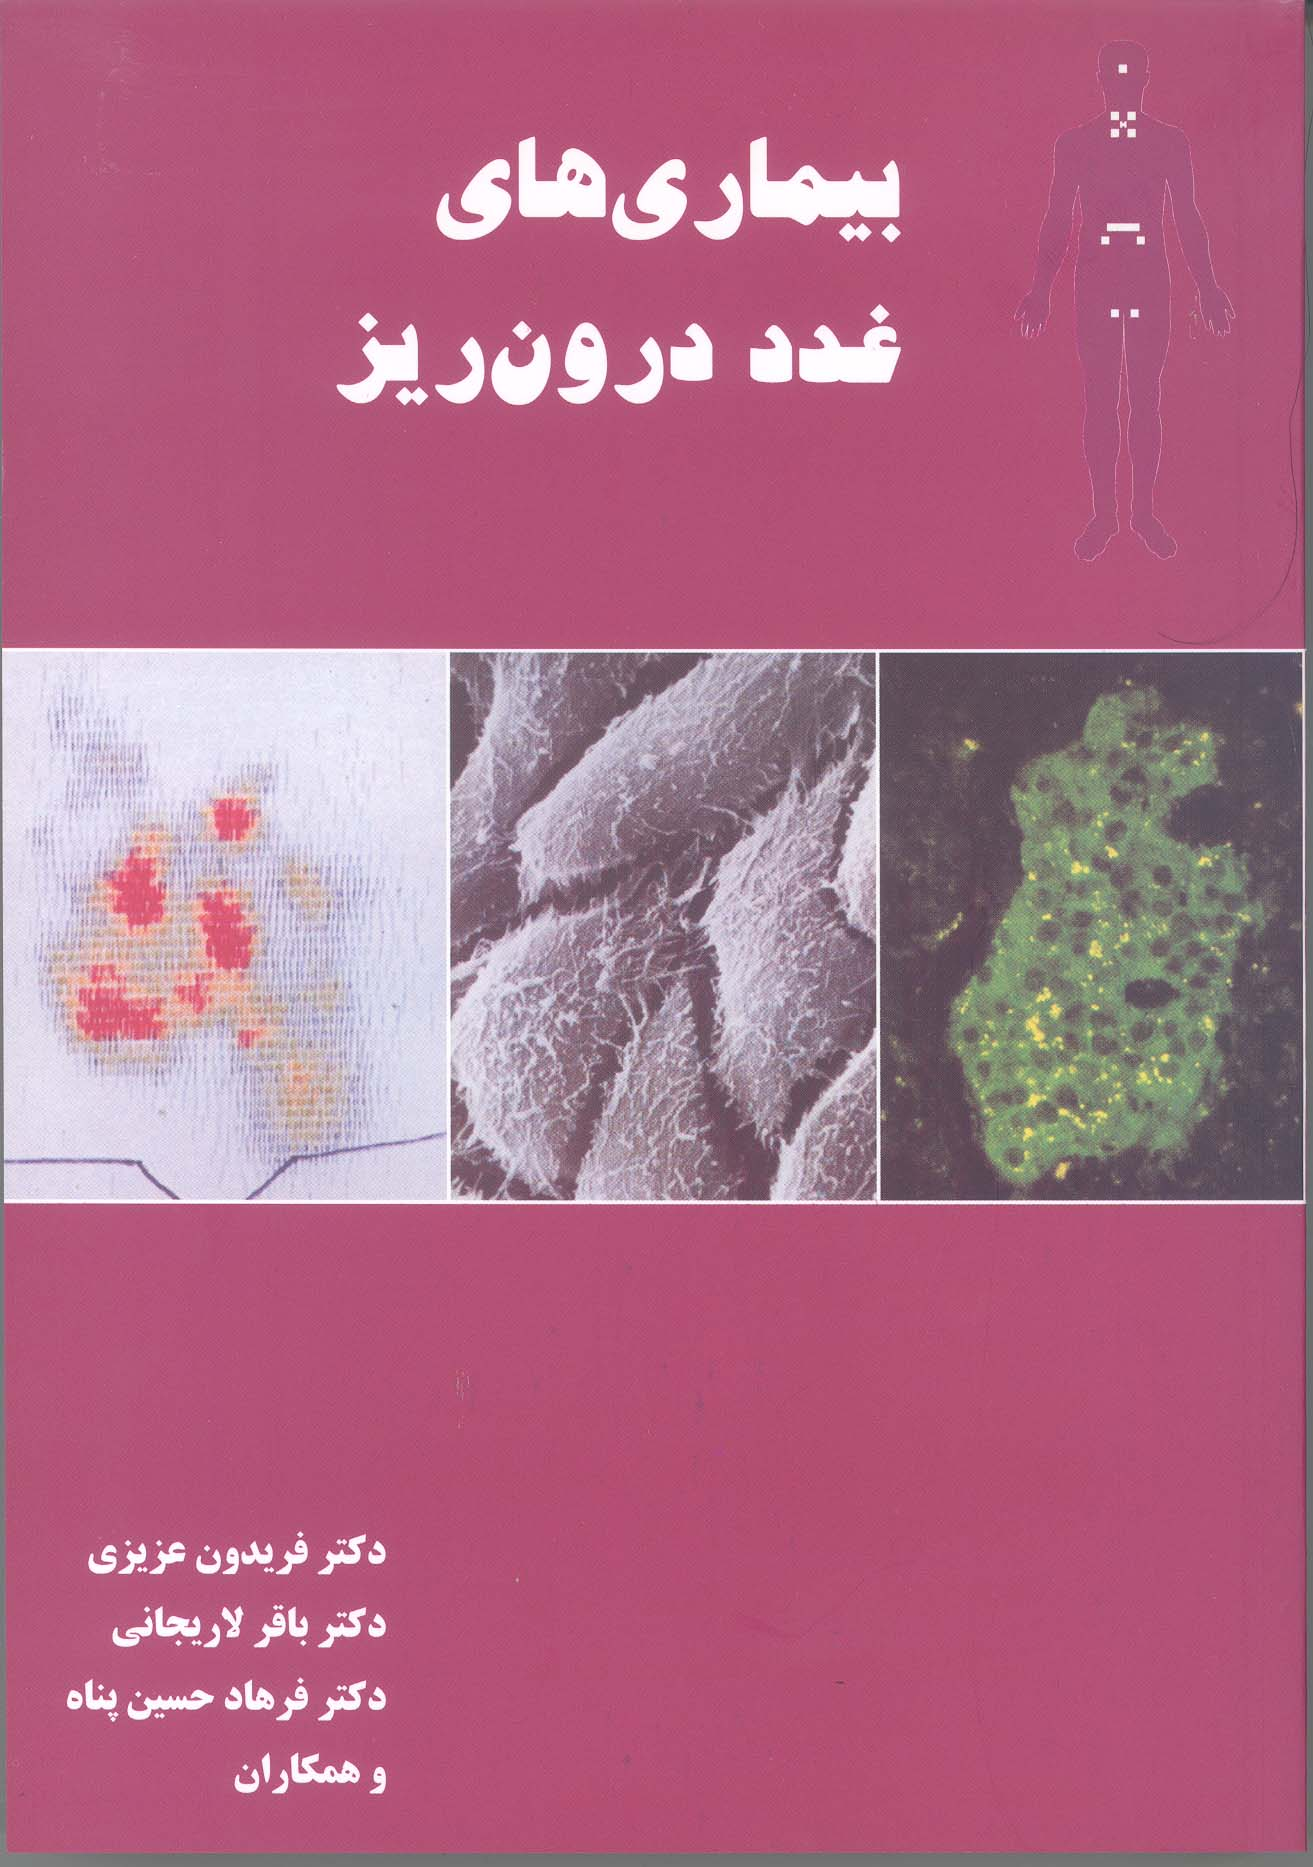 بیماری‌های
غدد درون‌ریز
دکتر فریدون عزیزی
دکتر باقر لاریجانی
دکتر فرهاد حسین پناه
و همکاران